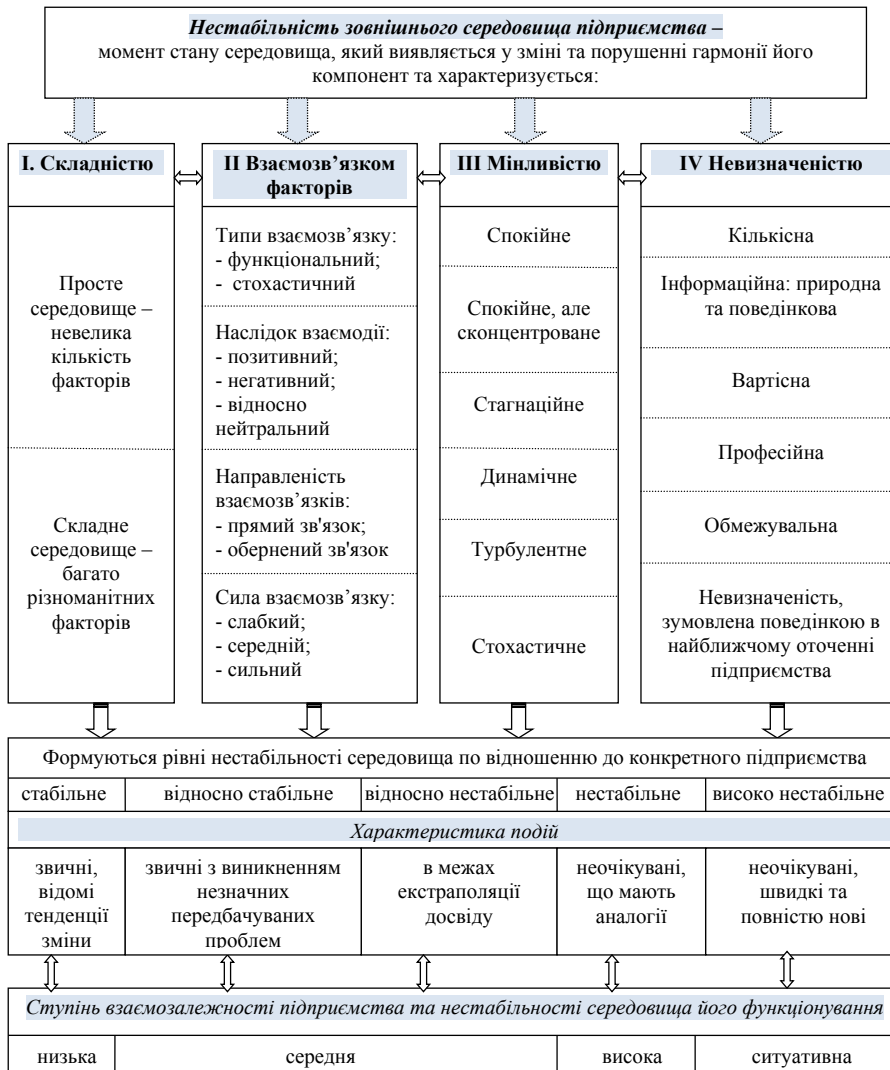 Нестабільність зовнішнього середовища підприємства –
момент стану середовища, який виявляється у зміні та порушенні гармонії його
компонент та характеризується:
І. Складністю
Просте
середовище –
невелика
кількість
факторів
Складне
середовище –
багато
різноманітних
факторів
ІІ Взаємозв’язком
факторів
Типи взаємозв’язку:
- функціональний;
- стохастичний
Наслідок взаємодії:
- позитивний;
- негативний;
- відносно
нейтральний
Направленість
взаємозв’язків:
- прямий зв'язок;
- обернений зв'язок
Сила взаємозв’язку:
- слабкий;
- середній;
- сильний
ІІІ Мінливістю
Спокійне
Спокійне, але
сконцентроване
Стагнаційне
Динамічне
Турбулентне
Стохастичне
IV Невизначеністю
Кількісна
Інформаційна: природна
та поведінкова
Вартісна
Професійна
Обмежувальна
Невизначеність,
зумовлена поведінкою в
найближчому оточенні
підприємства
Формуються рівні нестабільності середовища по відношенню до конкретного підприємства
стабільне
відносно стабільне
відносно нестабільне
нестабільне
високо нестабільне
Характеристика подій
звичні,
відомі
тенденції
зміни
звичні з виникненням
незначних
передбачуваних
проблем
в межах
екстраполяції
досвіду
неочікувані,
що мають
аналогії
неочікувані,
швидкі та
повністю нові
Ступінь взаємозалежності підприємства та нестабільності середовища його функціонування
низька
середня
висока
ситуативна